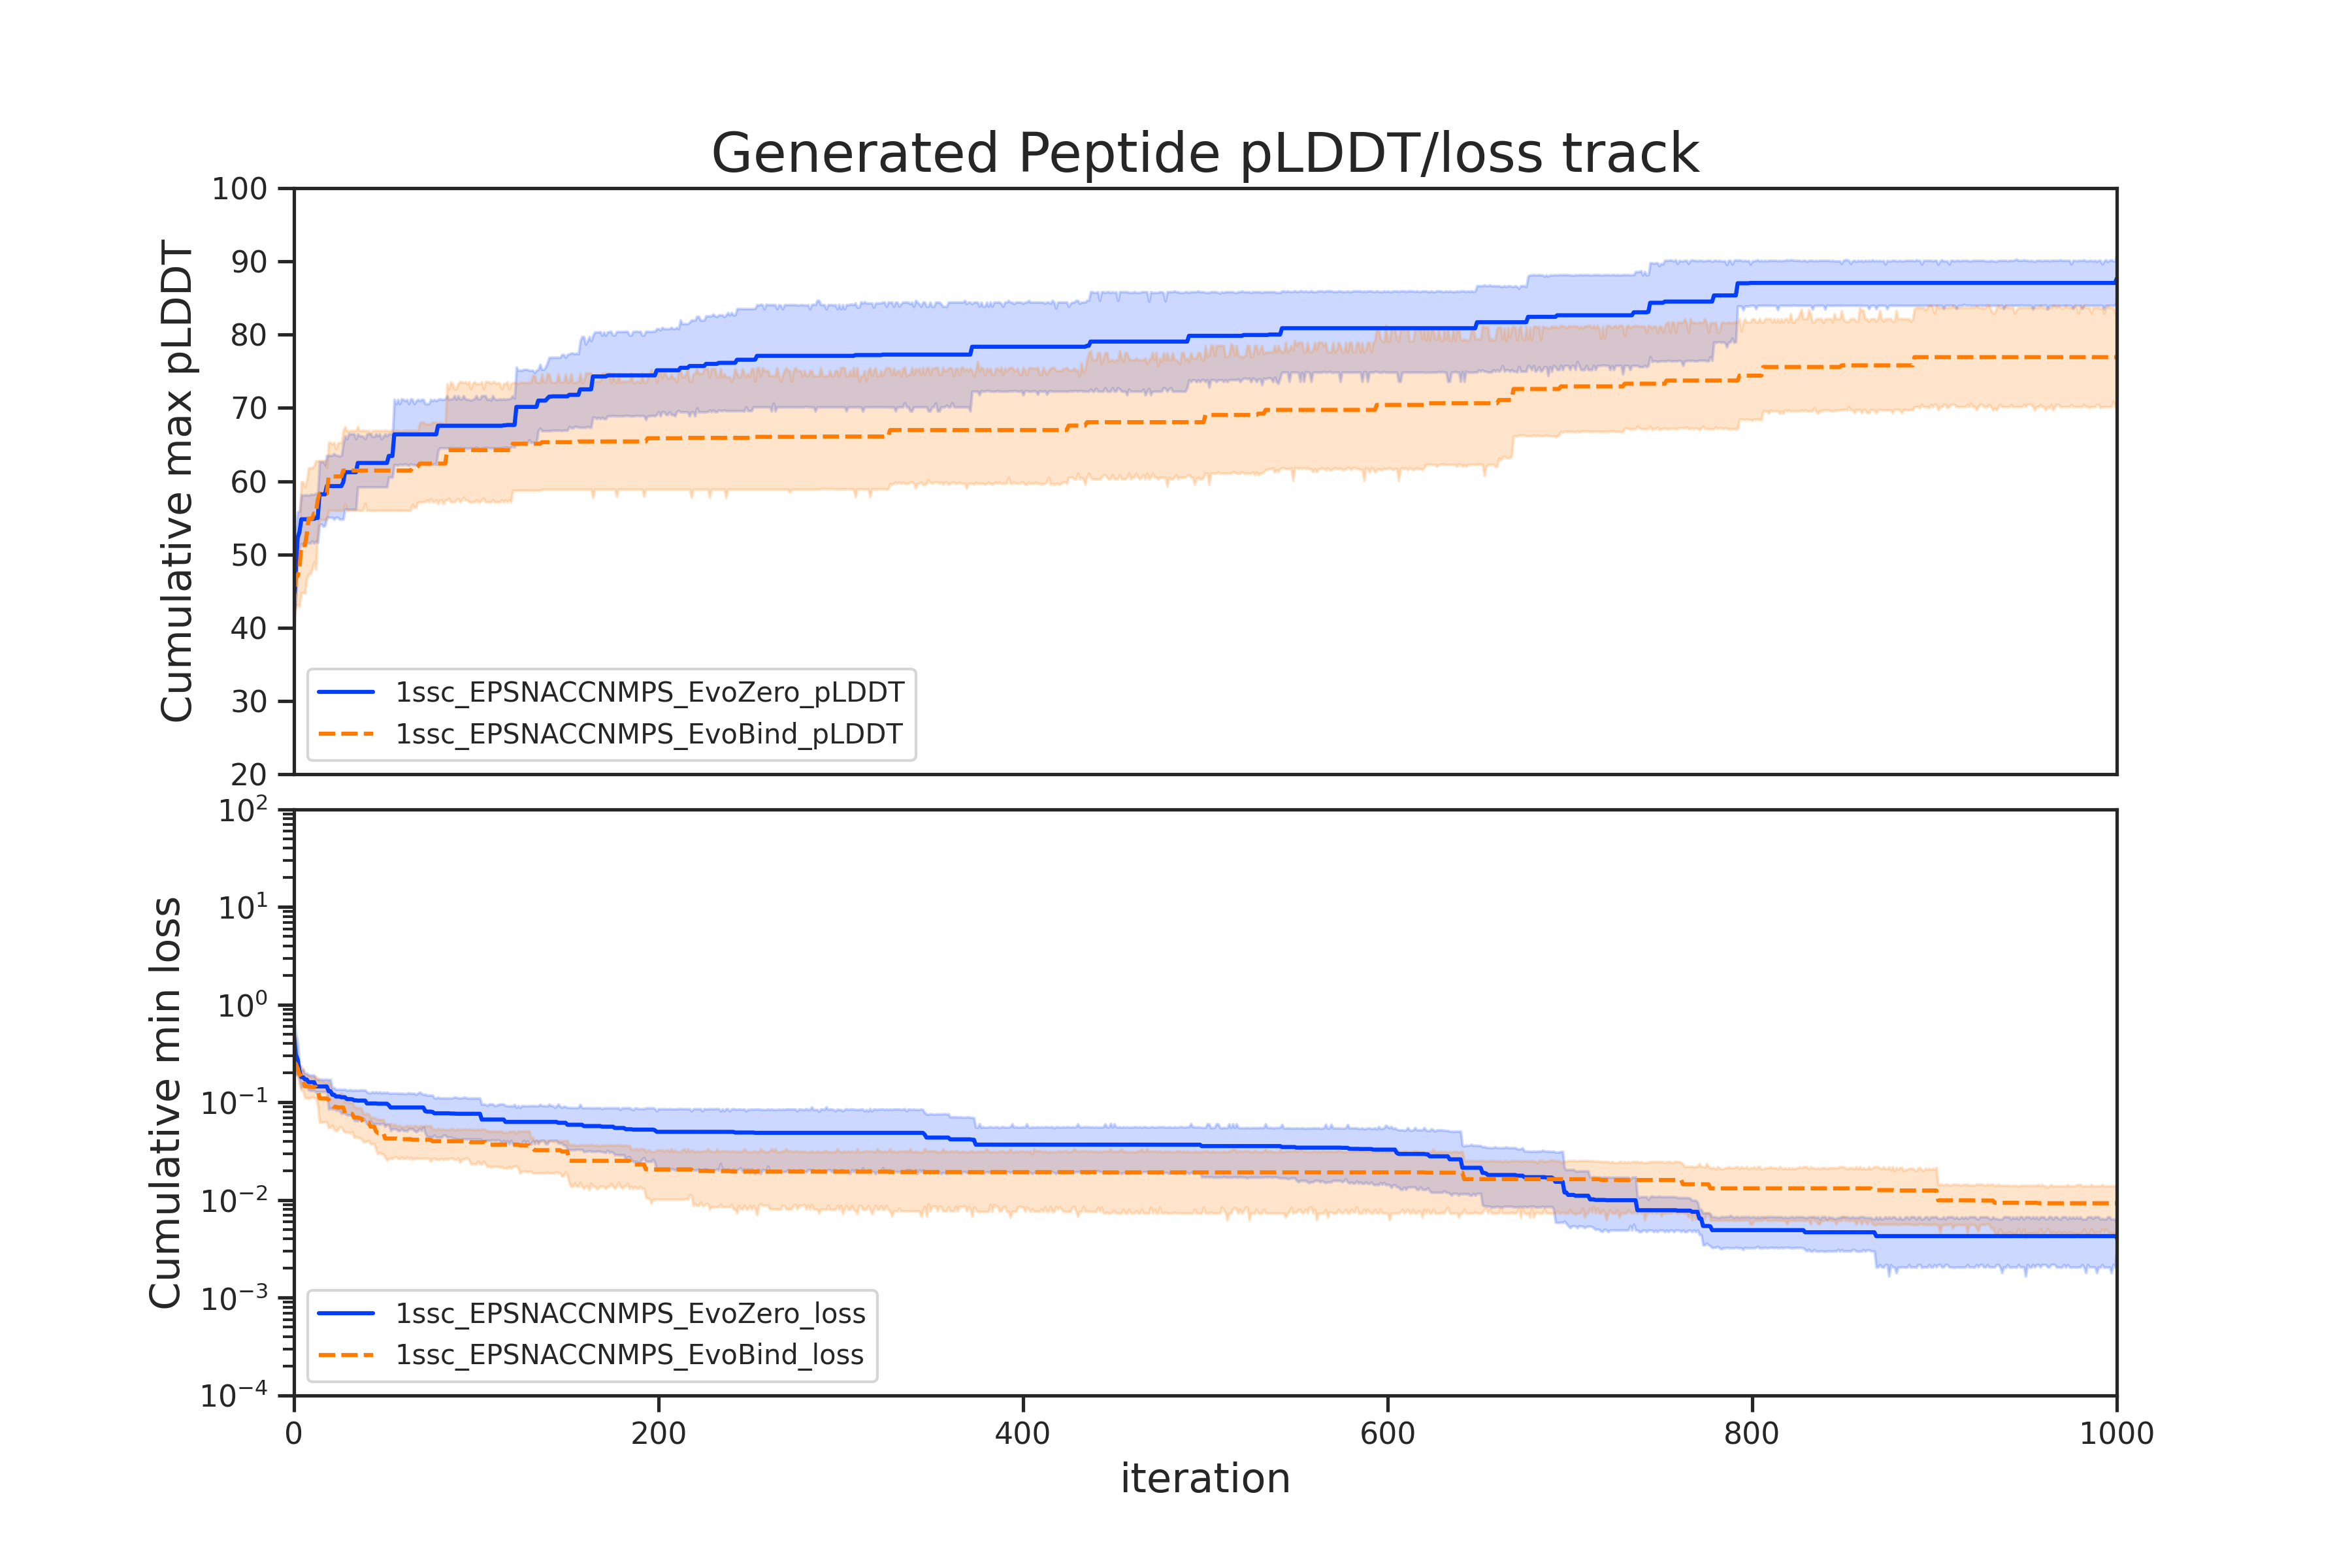 Generated Peptide pLDDT/loss track
Cumulative max pLDDT
100
90
80
70
60
50
40
30
20
1ssc_EPSNACCNMPS_EvoZero_pLDDT
1ssc_EPSNACCNMPS_EvoBind_pLDDT
Cumulative min loss
10²
10¹
10⁰
10⁻¹
10⁻²
10⁻³
10⁻⁴
1ssc_EPSNACCNMPS_EvoZero_loss
1ssc_EPSNACCNMPS_EvoBind_loss
0 200 400 600 800 1000
iteration